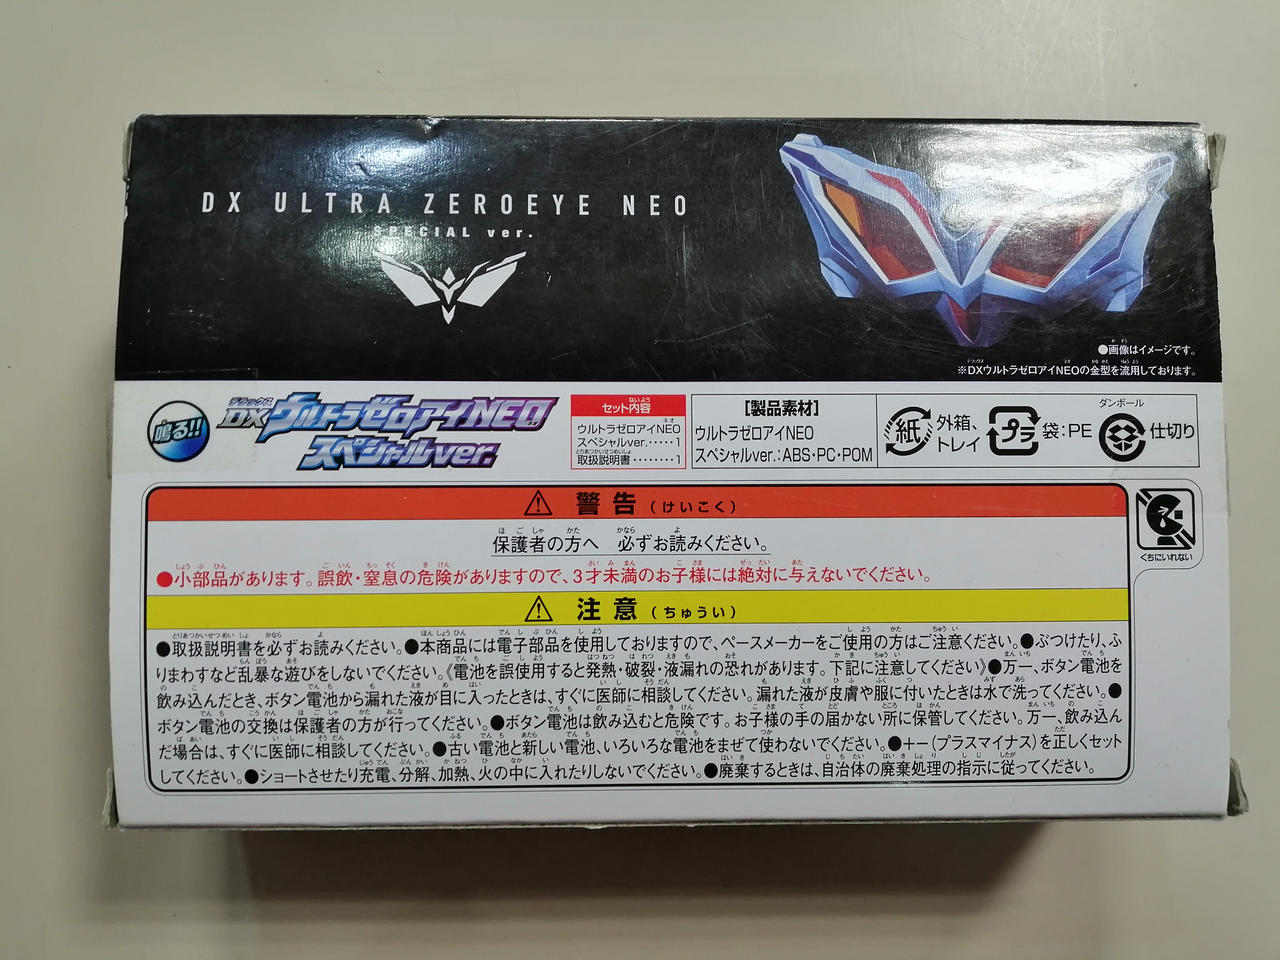 DX ULTRA ZEROEYE NEO
SPECIAL ver.
●画像はイメージです。
※DXウルトラゼロアイNEOの金型を流用しております。
鳴る!!
デラックス
DXウルトラゼロアイNEO
スペシャルver.
セット内容
ウルトラゼロアイNEO
スペシャルver.‥‥‥1
取扱説明書‥‥‥‥1
【製品素材】
ウルトラゼロアイNEO
スペシャルver.:ABS・PC・POM
紙
外箱、
トレイ
プラ
袋:PE
ダンボール
仕切り
警告(けいこく)
保護者の方へ 必ずお読みください。
●小部品があります。誤飲・窒息の危険がありますので、3才未満のお子様には絶対に与えないでください。
くちにいれない
注意(ちゅうい)
●取扱説明書を必ずお読みください。●本商品には電子部品を使用しておりますので、ペースメーカーをご使用の方はご注意ください。●ぶつけたり、ふ
りまわすなど乱暴な遊びをしないでください。《電池を誤使用すると発熱・破裂・液漏れの恐れがあります。下記に注意してください》●万一、ボタン電池を
飲み込んだとき、ボタン電池から漏れた液が目に入ったときは、すぐに医師に相談してください。漏れた液が皮膚や服に付いたときは水で洗ってください。●
ボタン電池の交換は保護者の方が行ってください。●ボタン電池は飲み込むと危険です。お子様の手の届かない所に保管してください。万一、飲み込ん
だ場合は、すぐに医師に相談してください。●古い電池と新しい電池、いろいろな電池をまぜて使わないでください。●+−(プラスマイナス)を正しくセット
してください。●ショートさせたり充電、分解、加熱、火の中に入れたりしないでください。●廃棄するときは、自治体の廃棄処理の指示に従ってください。